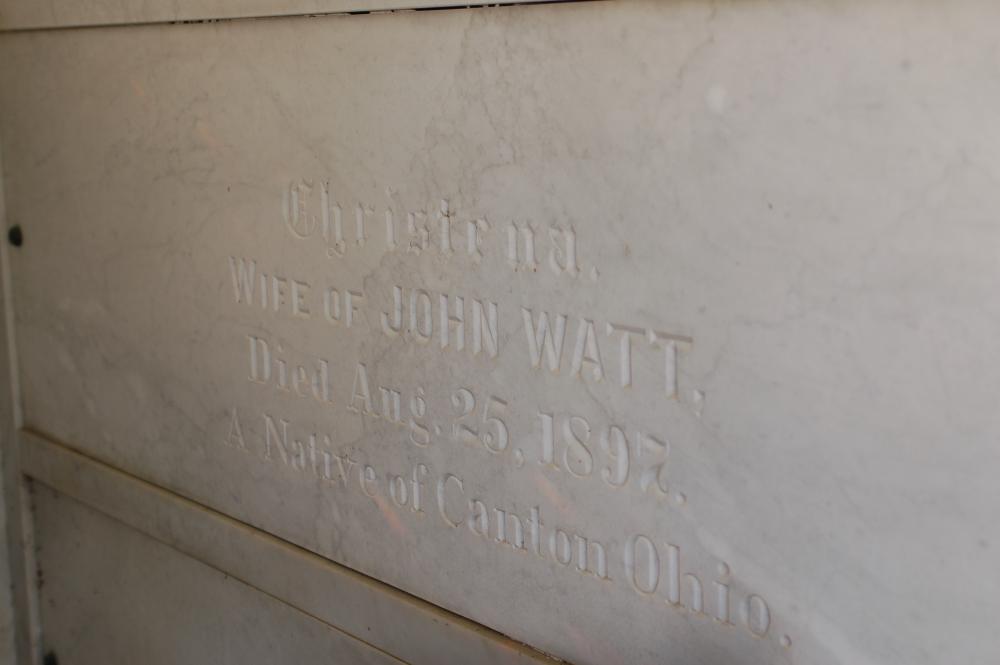 Christena.
WIFE OF JOHN WATT,
Died Aug. 25, 1897.
A Native of Canton Ohio.